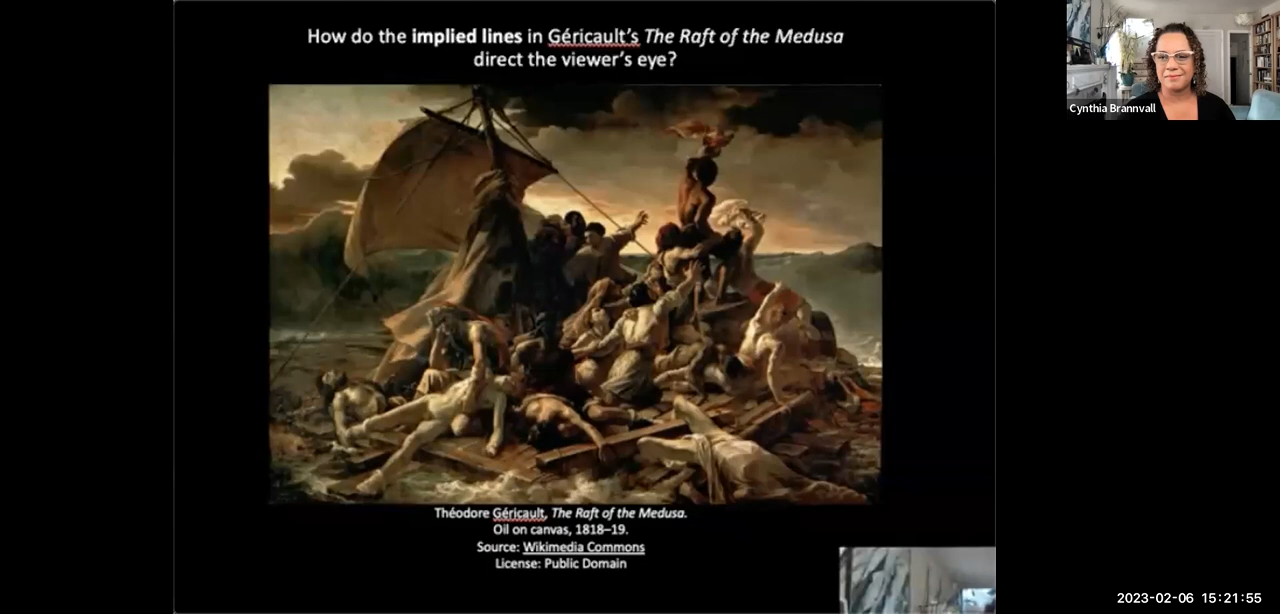 How do the implied lines in Géricault's The Raft of the Medusa
direct the viewer's eye?
Cynthia Brannvall
Théodore Géricault, The Raft of the Medusa.
Oil on canvas, 1818–19.
Source: Wikimedia Commons
License: Public Domain
2023-02-06 15:21:55